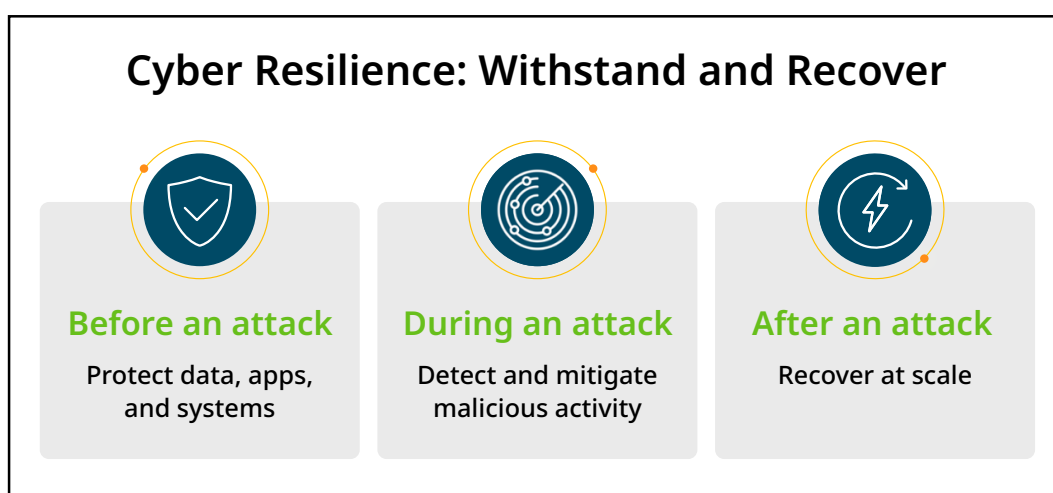 Cyber Resilience: Withstand and Recover
Before an attack
Protect data, apps,
and systems
During an attack
Detect and mitigate
malicious activity
After an attack
Recover at scale